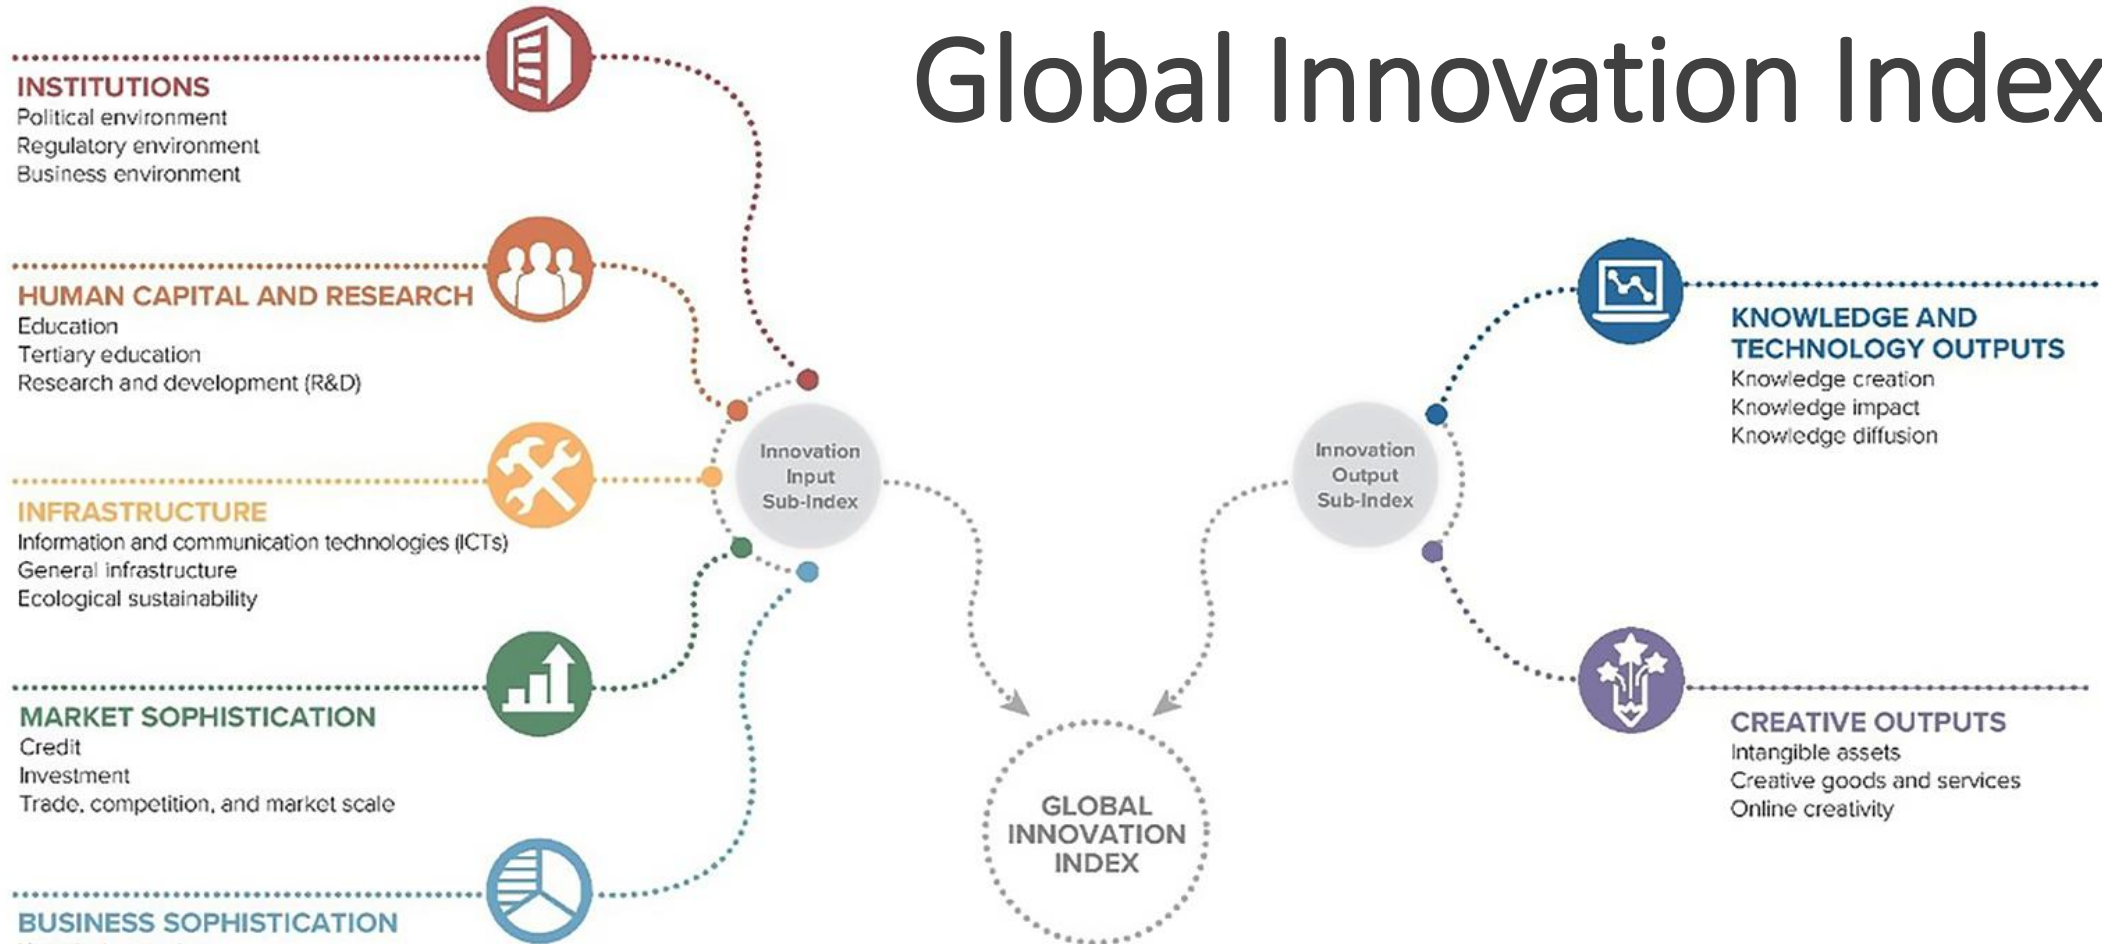 Global Innovation Index
INSTITUTIONS
Political environment
Regulatory environment
Business environment
HUMAN CAPITAL AND RESEARCH
Education
Tertiary education
Research and development (R&D)
INFRASTRUCTURE
Information and communication technologies (ICTs)
General infrastructure
Ecological sustainability
MARKET SOPHISTICATION
Credit
Investment
Trade, competition, and market scale
BUSINESS SOPHISTICATION
Innovation
Input
Sub-Index
Innovation
Output
Sub-Index
GLOBAL
INNOVATION
INDEX
KNOWLEDGE AND
TECHNOLOGY OUTPUTS
Knowledge creation
Knowledge impact
Knowledge diffusion
CREATIVE OUTPUTS
Intangible assets
Creative goods and services
Online creativity